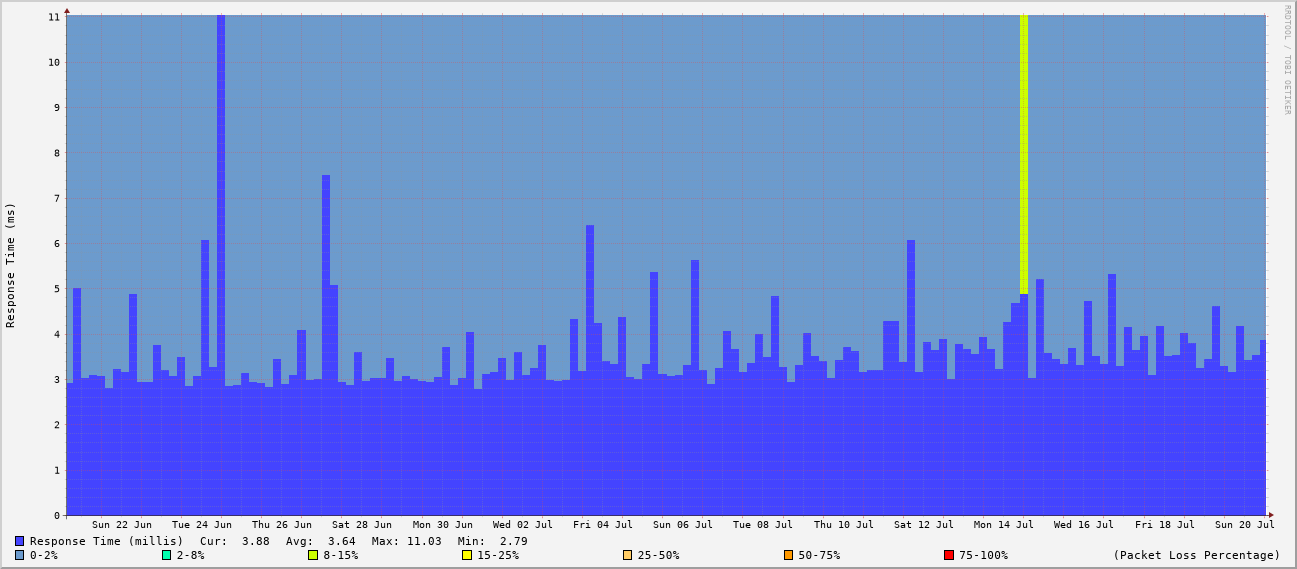 RRDTOOL / TOBI OETIKER
Response Time (ms)
11
10
9
8
7
6
5
4
3
2
1
0
Sun 22 Jun Tue 24 Jun Thu 26 Jun Sat 28 Jun Mon 30 Jun Wed 02 Jul Fri 04 Jul Sun 06 Jul Tue 08 Jul Thu 10 Jul Sat 12 Jul Mon 14 Jul Wed 16 Jul Fri 18 Jul Sun 20 Jul
Response Time (millis) Cur: 3.88 Avg: 3.64 Max: 11.03 Min: 2.79
0-2% 2-8% 8-15% 15-25% 25-50% 50-75% 75-100% (Packet Loss Percentage)